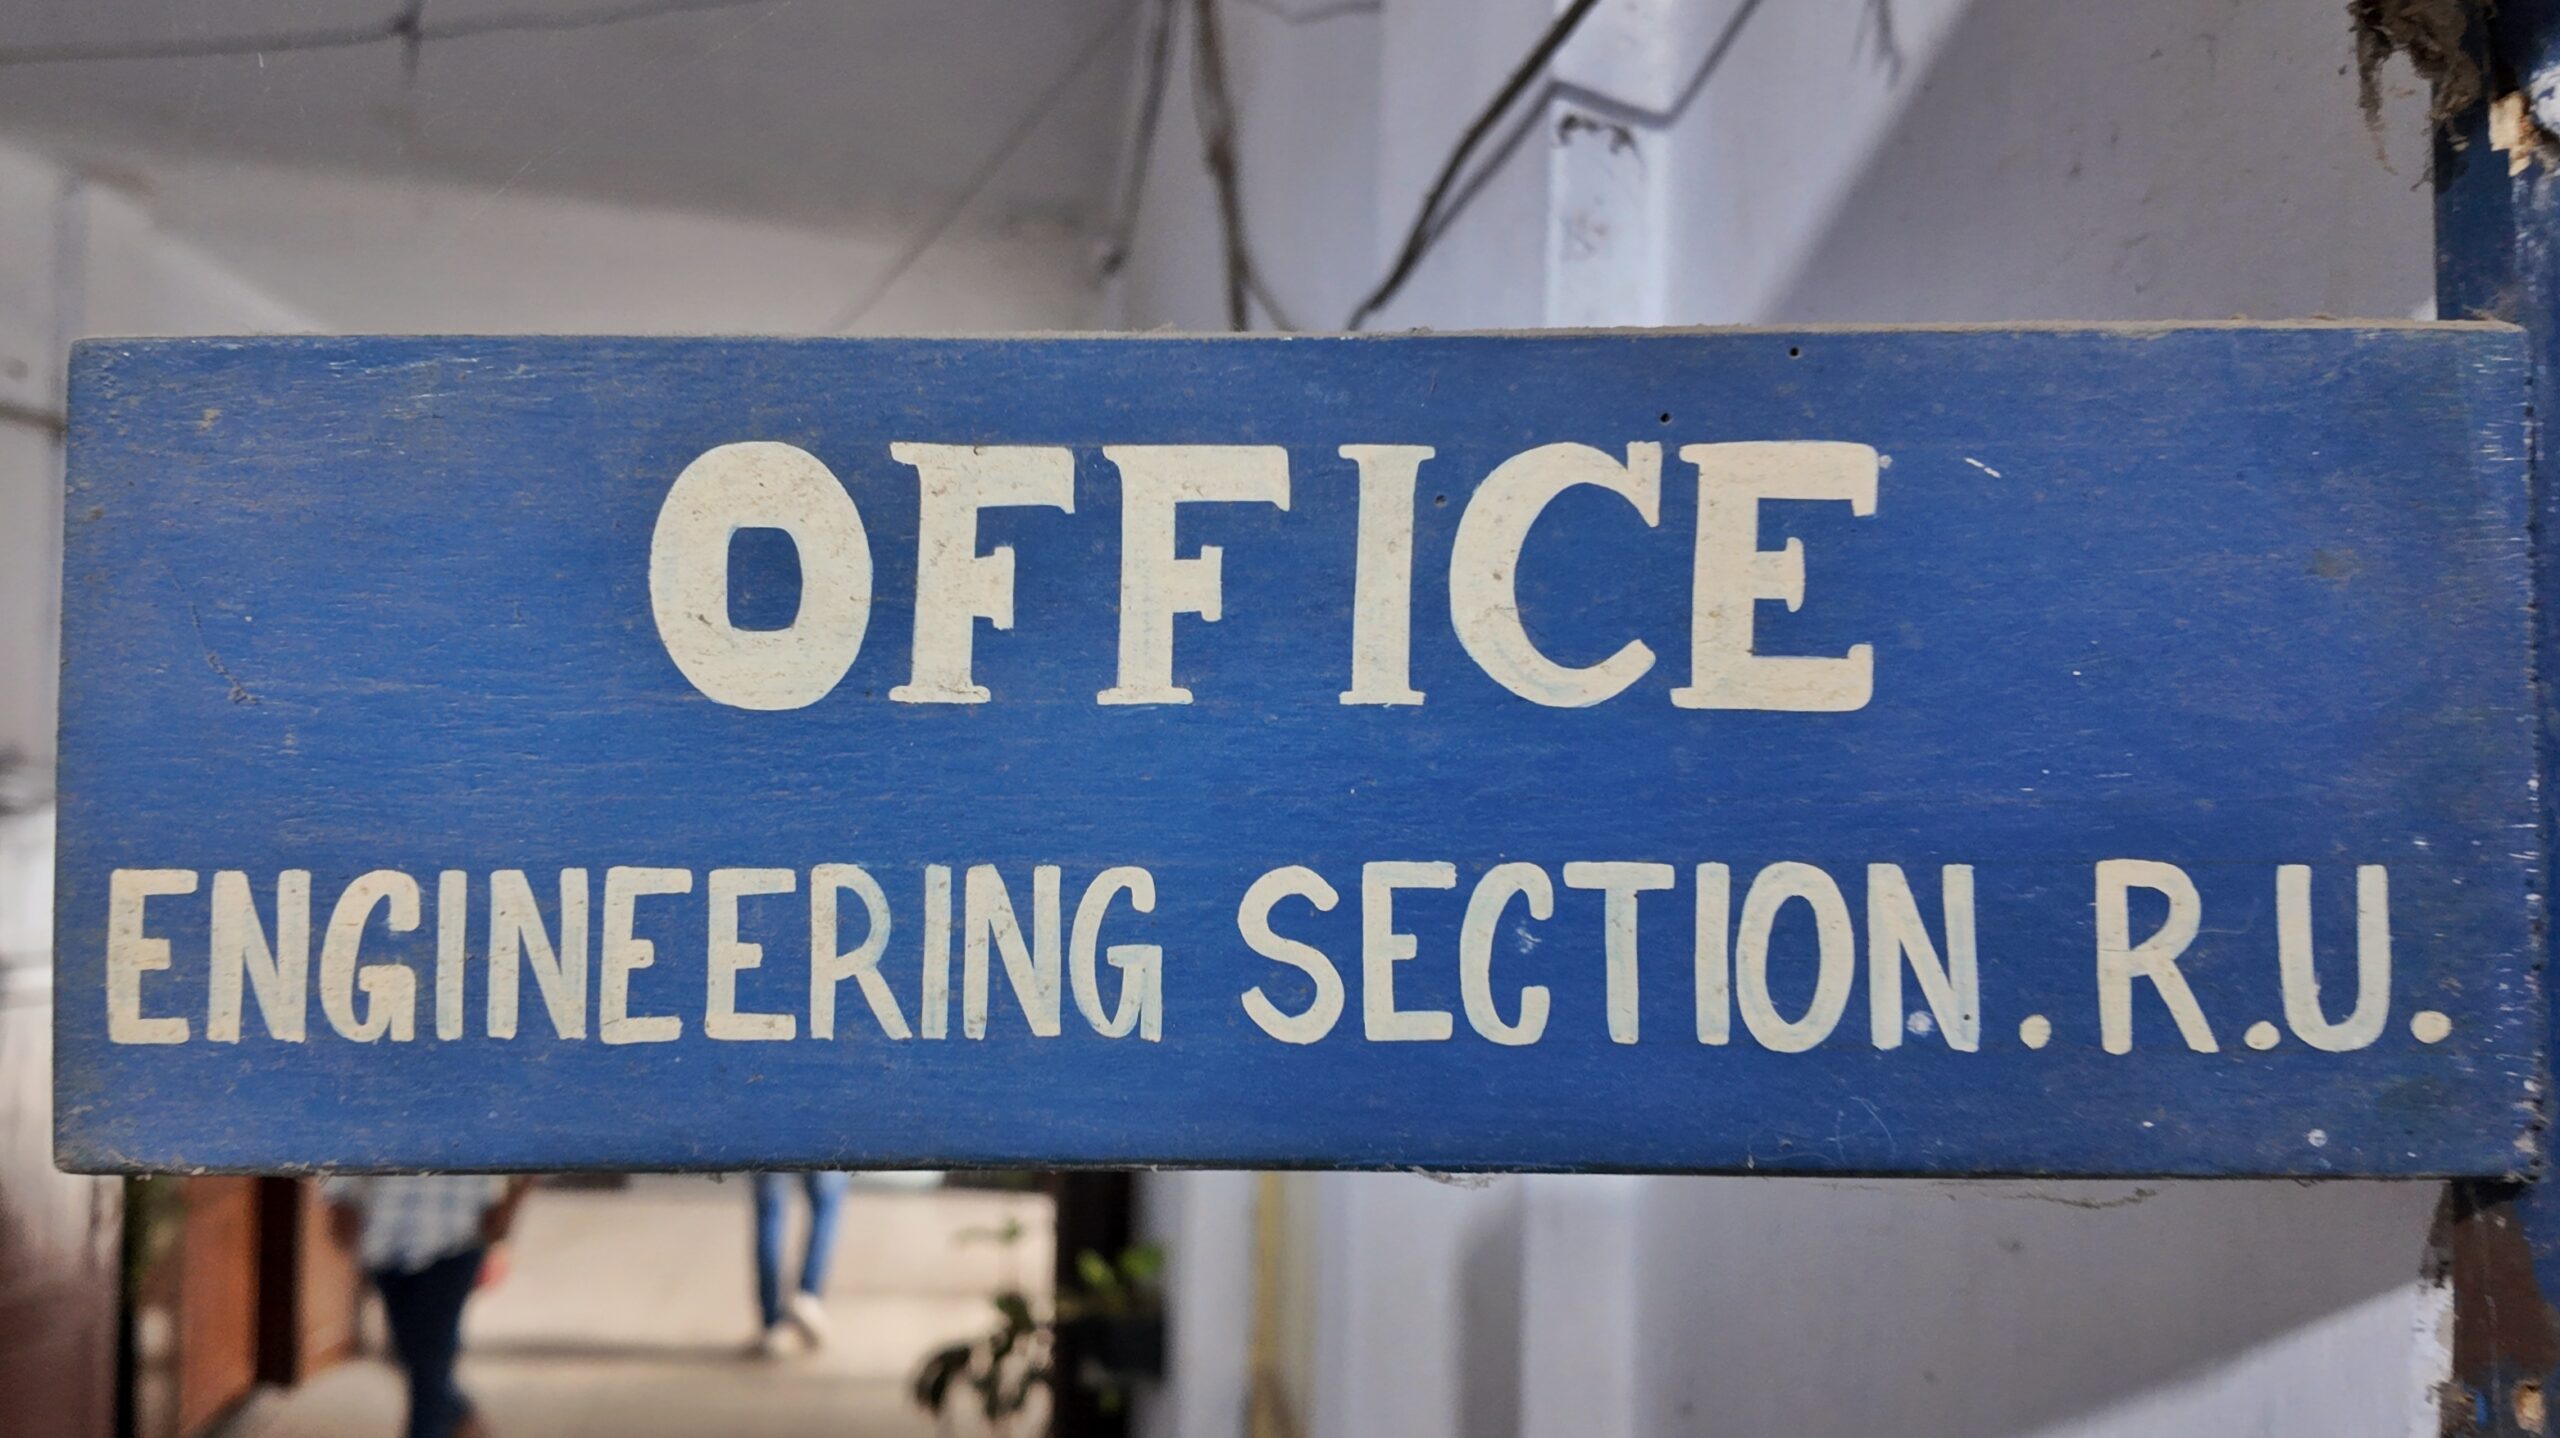 OFFICE
ENGINEERING SECTION. R.U.